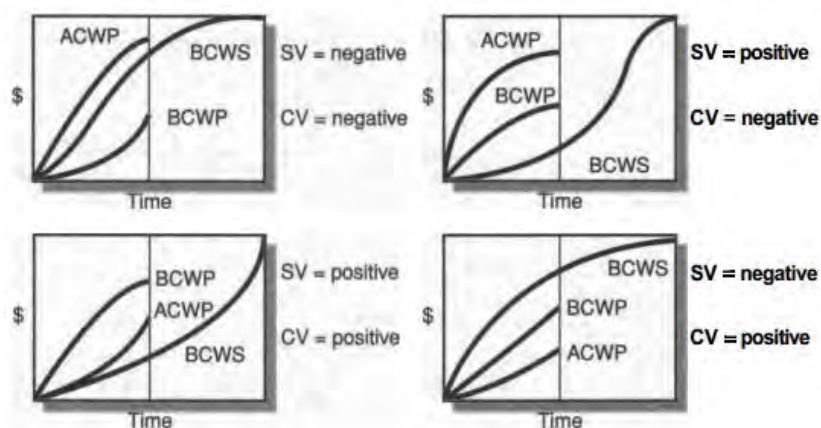 ACWP
BCWS
BCWP
$
Time
SV = negative
CV = negative
ACWP
BCWP
BCWS
$
Time
SV = positive
CV = negative
BCWP
ACWP
BCWS
$
Time
SV = positive
CV = positive
BCWS
BCWP
ACWP
$
Time
SV = negative
CV = positive